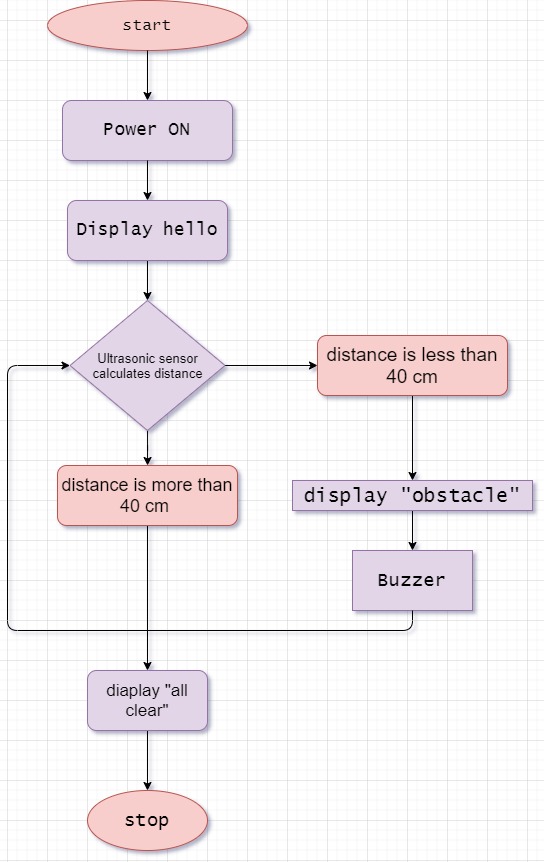 start
Power ON
Display hello
Ultrasonic sensor
calculates distance
distance is less than
40 cm
distance is more than
40 cm
display "obstacle"
Buzzer
diaplay "all
clear"
stop